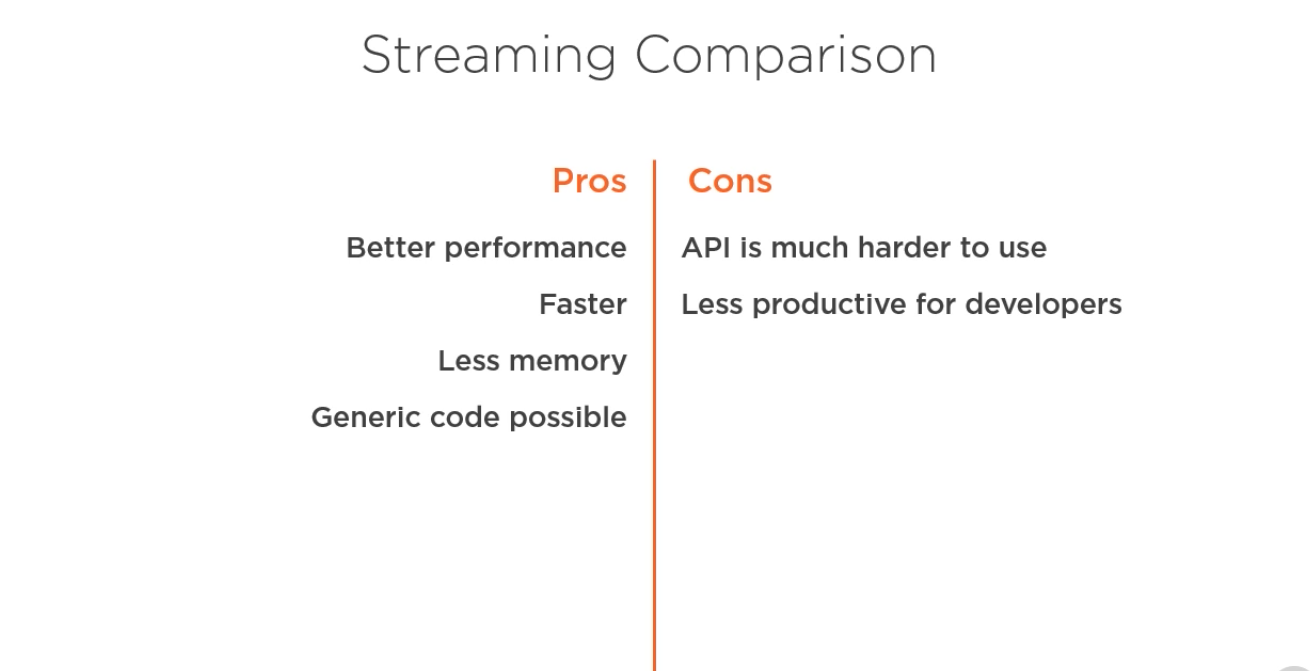 Streaming Comparison
Pros
Better performance
Faster
Less memory
Generic code possible
Cons
API is much harder to use
Less productive for developers